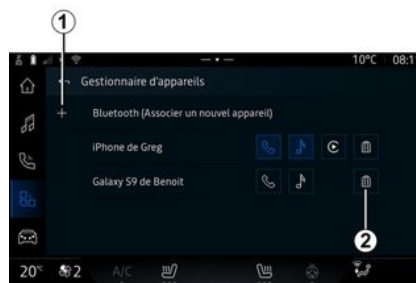 1
10°C 08:1
Gestionnaire d'appareils
+ Bluetooth (Associer un nouvel appareil)
iPhone de Greg
Galaxy S9 de Benoit
2
20°C 2 A/C